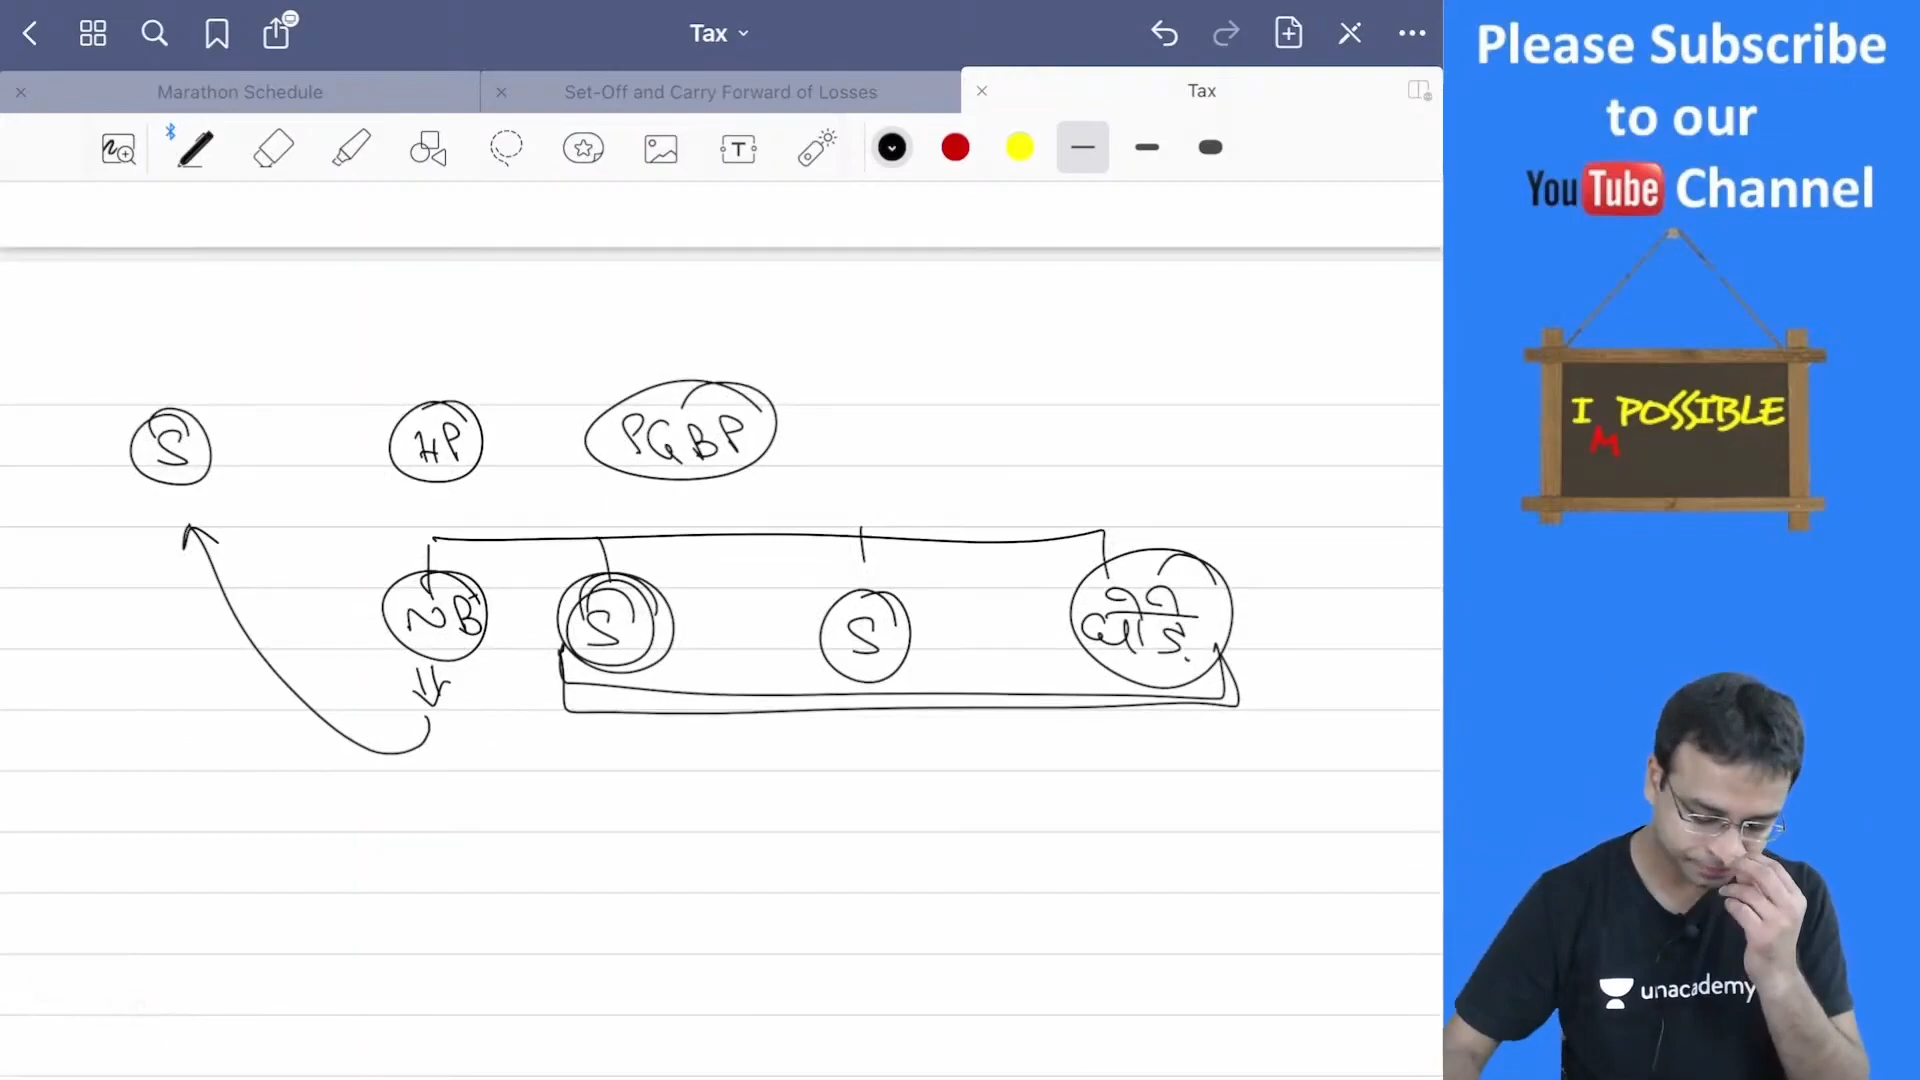 Tax
Marathon Schedule
Set-Off and Carry Forward of Losses
Tax
T
S
HP
PGBP
NB
S
S
Please Subscribe
to our
YouTube Channel
I POSSIBLE
M
unacademy